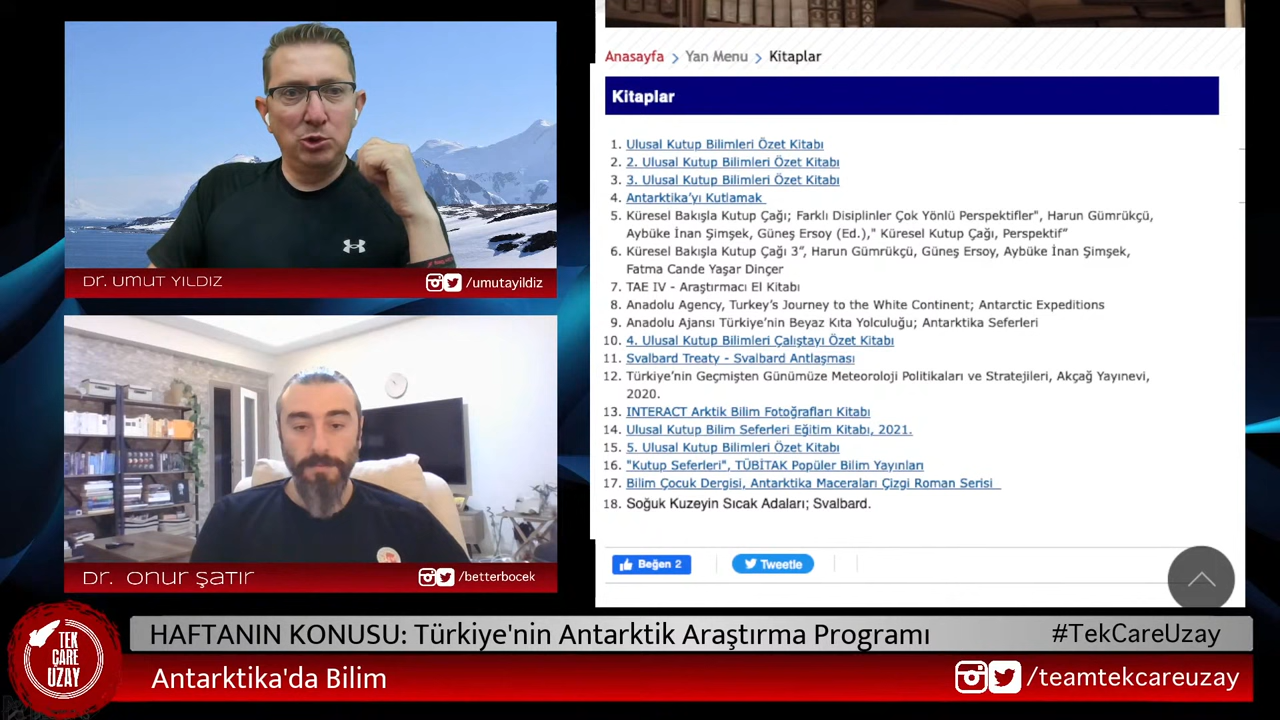 DR. UMUT YILDIZ
/umutayildiz
DR. ONUR ŞATIR
/betterbocek
Anasayfa > Yan Menu > Kitaplar
Kitaplar
1. Ulusal Kutup Bilimleri Özet Kitabı
2. 2. Ulusal Kutup Bilimleri Özet Kitabı
3. 3. Ulusal Kutup Bilimleri Özet Kitabı
4. Antarktika'yı Kutlamak
5. Küresel Bakışla Kutup Çağı; Farklı Disiplinler Çok Yönlü Perspektifler", Harun Gümrükçü,
Aybüke İnan Şimşek, Güneş Ersoy (Ed.)," Küresel Kutup Çağı, Perspektif"
6. Küresel Bakışla Kutup Çağı 3", Harun Gümrükçü, Güneş Ersoy, Aybüke İnan Şimşek,
Fatma Cande Yaşar Dinçer
7. TAE IV - Araştırmacı El Kitabı
8. Anadolu Agency, Turkey's Journey to the White Continent; Antarctic Expeditions
9. Anadolu Ajansı Türkiye'nin Beyaz Kıta Yolculuğu; Antarktika Seferleri
10. 4. Ulusal Kutup Bilimleri Çalıştayı Özet Kitabı
11. Svalbard Treaty - Svalbard Antlaşması
12. Türkiye'nin Geçmişten Günümüze Meteoroloji Politikaları ve Stratejileri, Akçağ Yayınevi,
2020.
13. INTERACT Arktik Bilim Fotoğrafları Kitabı
14. Ulusal Kutup Bilim Seferleri Eğitim Kitabı, 2021.
15. 5. Ulusal Kutup Bilimleri Özet Kitabı
16. "Kutup Seferleri", TÜBİTAK Popüler Bilim Yayınları
17. Bilim Çocuk Dergisi, Antarktika Maceraları Çizgi Roman Serisi
18. Soğuk Kuzeyin Sıcak Adaları; Svalbard.
Beğen 2
Tweetle
TEK
ÇARE
UZAY
HAFTANIN KONUSU: Türkiye'nin Antarktik Araştırma Programı
#TekCareUzay
Antarktika'da Bilim
/teamtekcareuzay